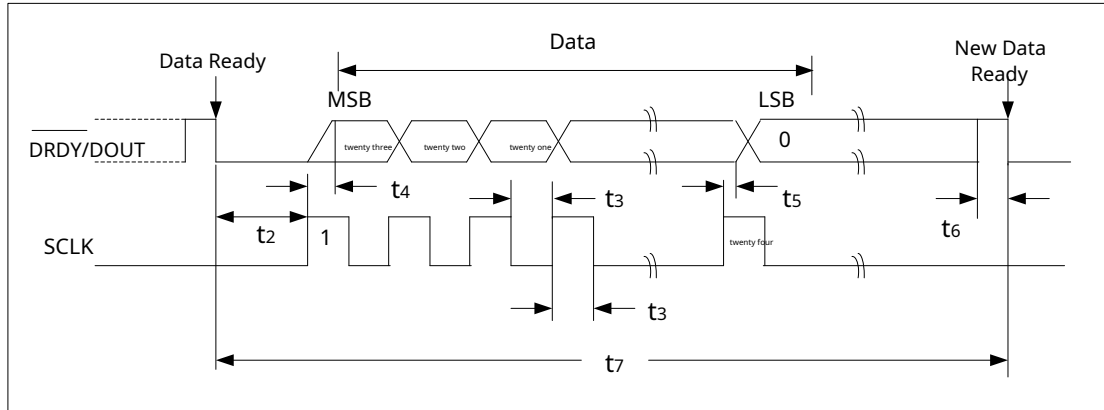 Data
Data Ready
New Data
Ready
MSB
LSB
DRDY/DOUT
twenty three
twenty two
twenty one
0
t4
t3
t5
t2
t6
SCLK
1
twenty four
t3
t7